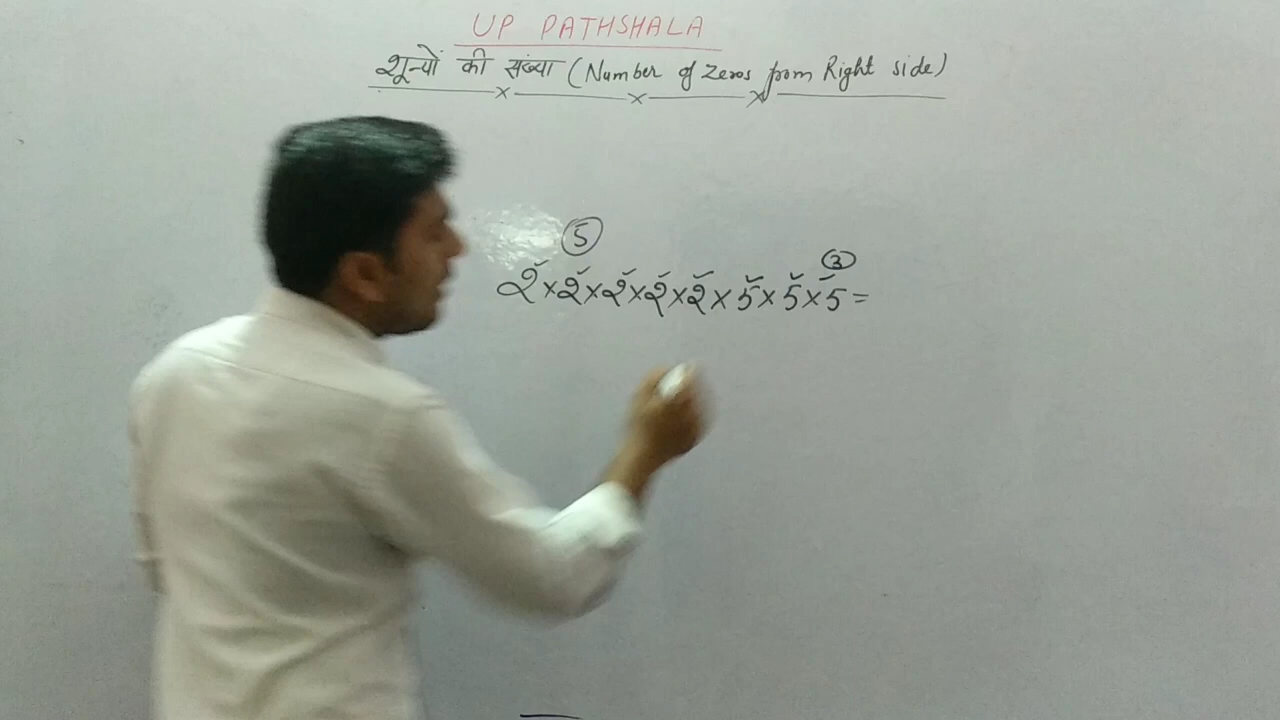 UP PATHSHALA
शून्यों की संख्या (Number of Zeros from Right side)
5
3
2×2×2×2×2×5×5×5=